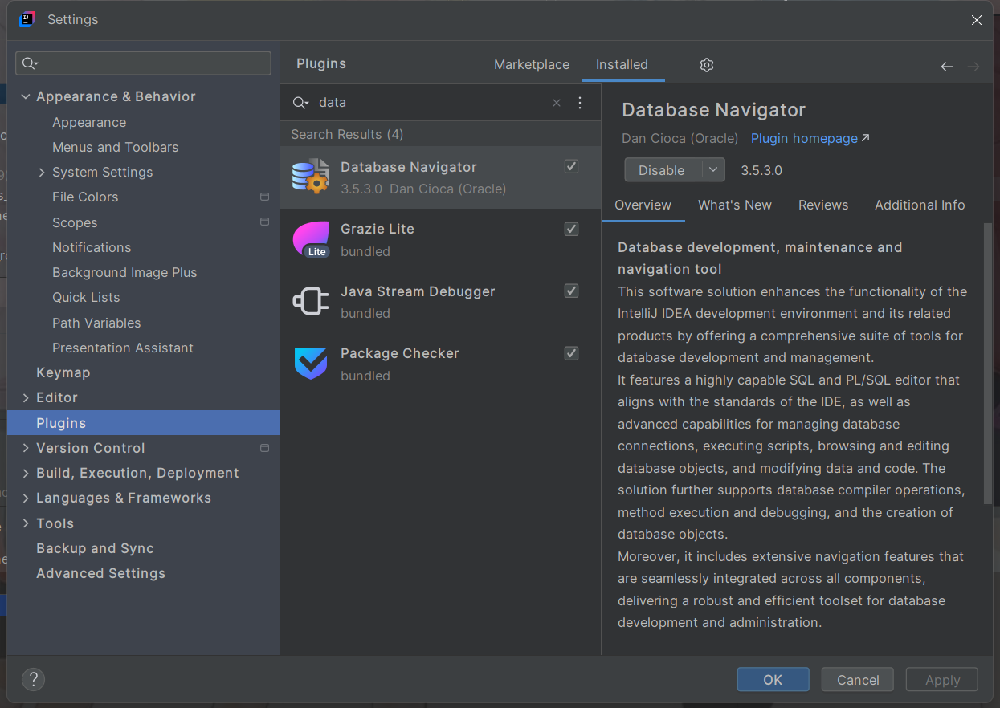 Settings
Appearance & Behavior
Appearance
Menus and Toolbars
System Settings
File Colors
Scopes
Notifications
Background Image Plus
Quick Lists
Path Variables
Presentation Assistant
Keymap
Editor
Plugins
Version Control
Build, Execution, Deployment
Languages & Frameworks
Tools
Backup and Sync
Advanced Settings
Plugins
Marketplace
Installed
data
Search Results (4)
Database Navigator
3.5.3.0 Dan Cioca (Oracle)
Grazie Lite
Lite
bundled
Java Stream Debugger
bundled
Package Checker
bundled
Database Navigator
Dan Cioca (Oracle) Plugin homepage
Disable 3.5.3.0
Overview What's New Reviews Additional Info
Database development, maintenance and
navigation tool
This software solution enhances the functionality of the
IntelliJ IDEA development environment and its related
products by offering a comprehensive suite of tools for
database development and management.
It features a highly capable SQL and PL/SQL editor that
aligns with the standards of the IDE, as well as
advanced capabilities for managing database
connections, executing scripts, browsing and editing
database objects, and modifying data and code. The
solution further supports database compiler operations,
method execution and debugging, and the creation of
database objects.
Moreover, it includes extensive navigation features that
are seamlessly integrated across all components,
delivering a robust and efficient toolset for database
development and administration.
?
OK
Cancel
Apply